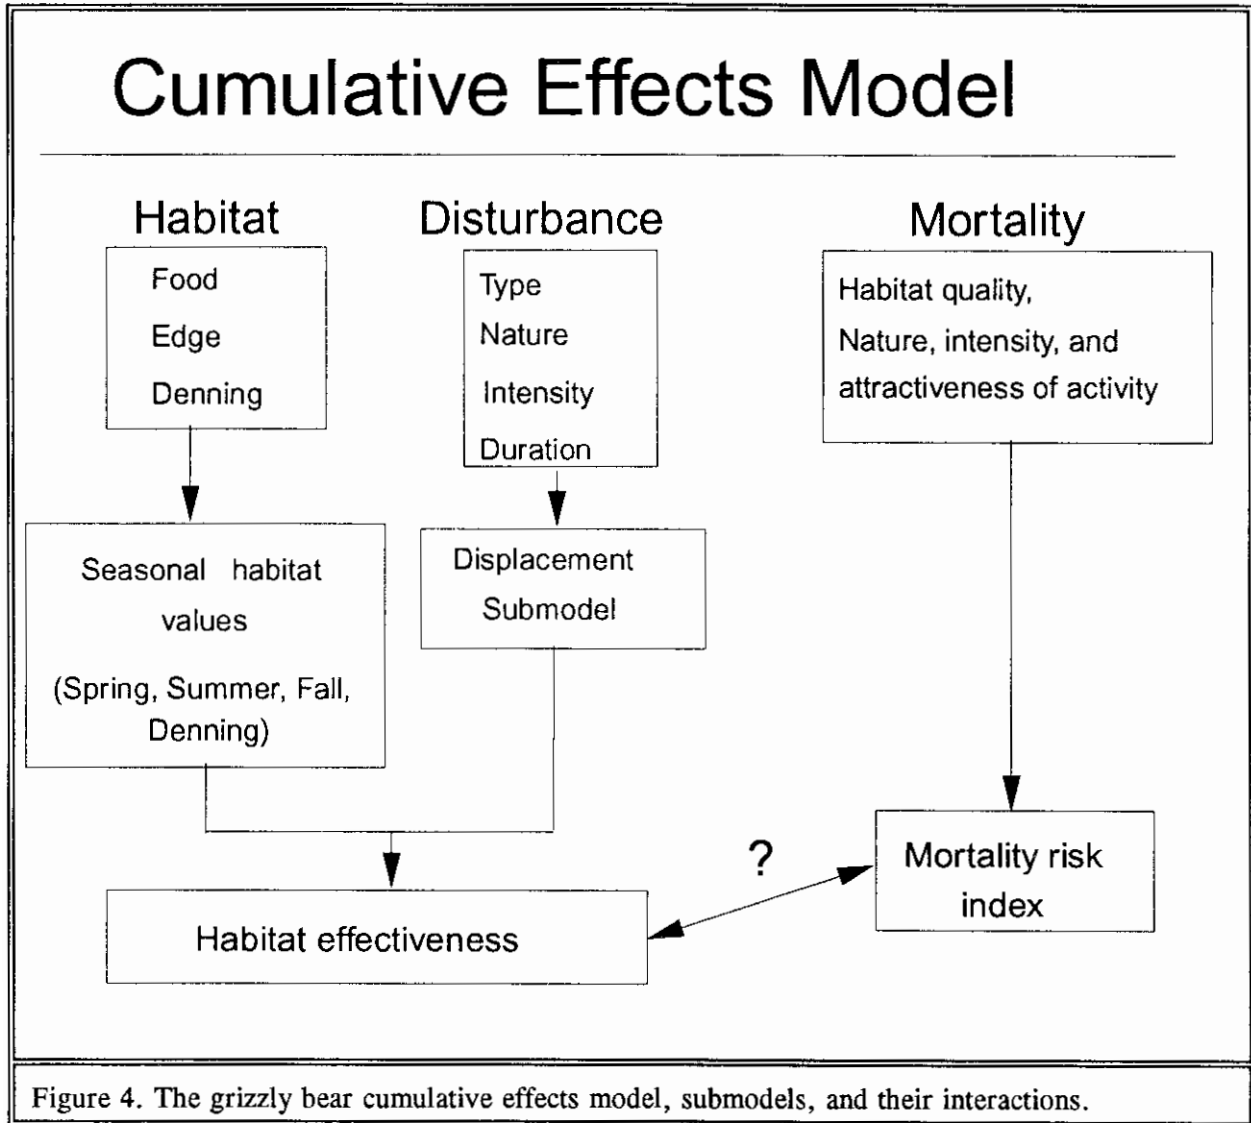 Cumulative Effects Model
Habitat
Food
Edge
Denning
Seasonal habitat
values
(Spring, Summer, Fall,
Denning)
Disturbance
Type
Nature
Intensity
Duration
Displacement
Submodel
Mortality
Habitat quality,
Nature, intensity, and
attractiveness of activity
?
Mortality risk
index
Habitat effectiveness
Figure 4. The grizzly bear cumulative effects model, submodels, and their interactions.